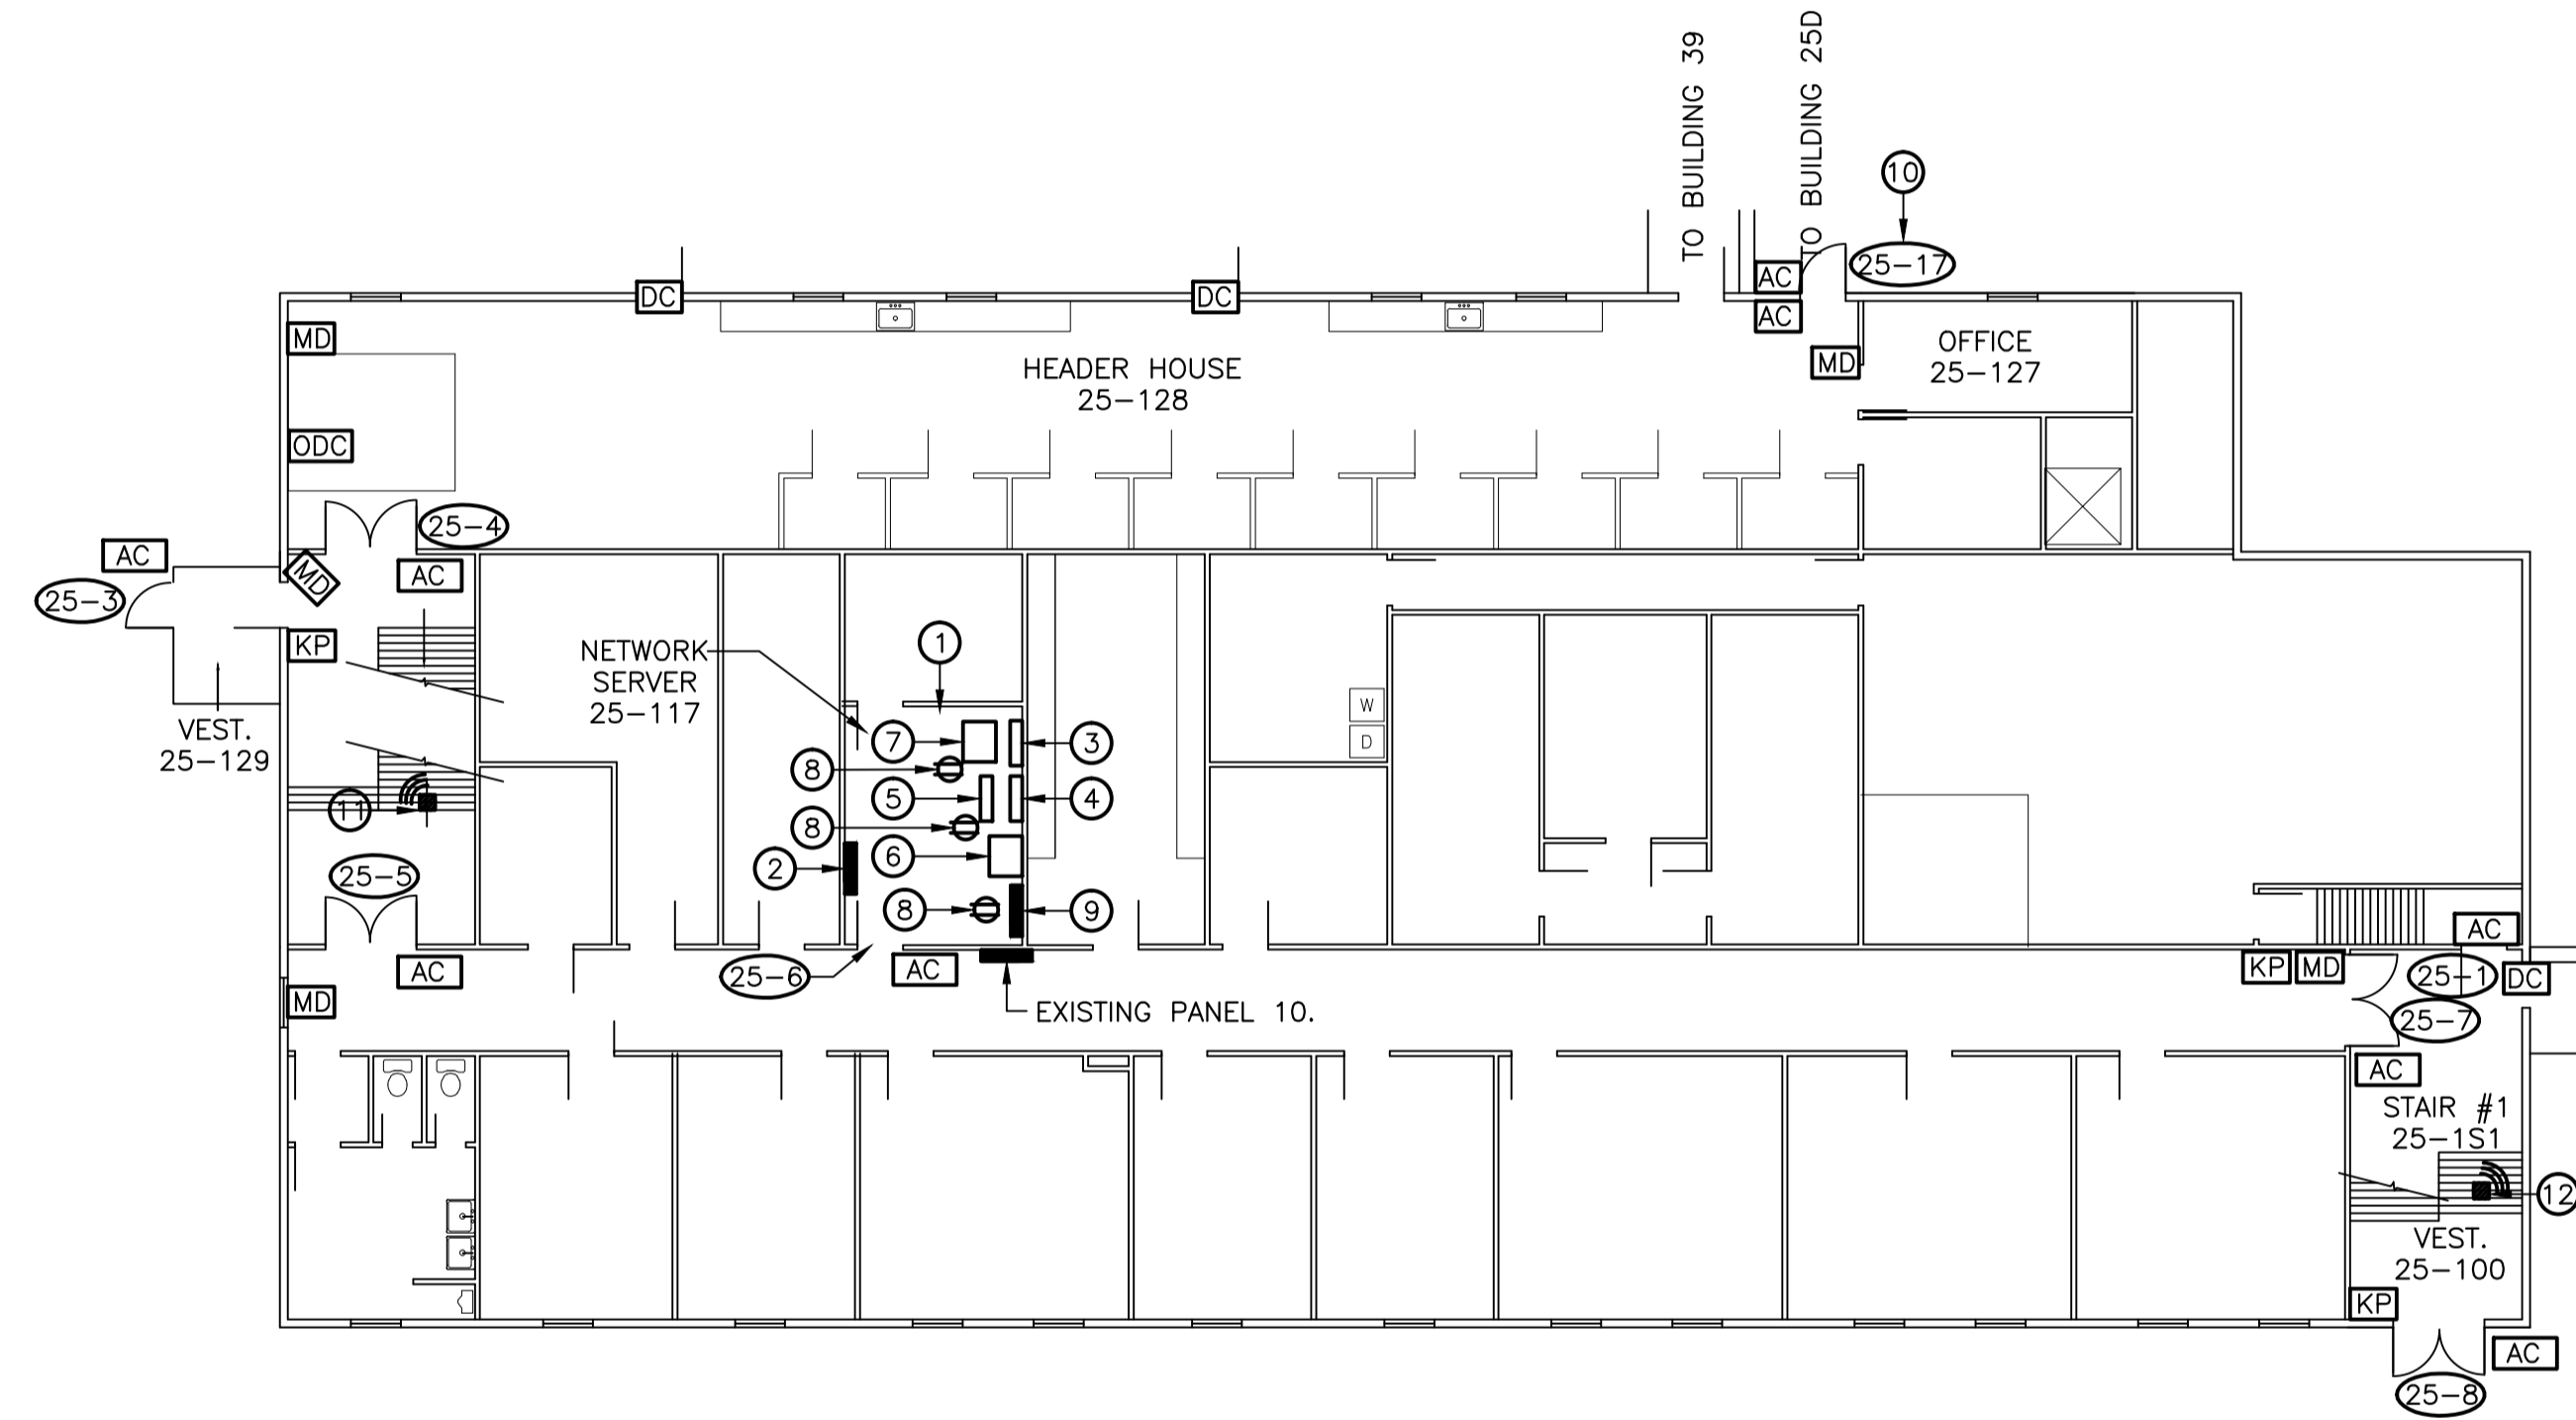 TO BUILDING 39
TO BUILDING 25D
10
25-17
AC
AC
DC
DC
MD
MD
HEADER HOUSE
25-128
OFFICE
25-127
ODC
25-4
AC
MD
AC
25-3
KP
VEST.
25-129
NETWORK
SERVER
25-117
1
7
3
8
5
4
8
6
2
8
9
W
D
11
25-5
AC
MD
25-6
AC
EXISTING PANEL 10.
AC
KP
MD
25-1
DC
25-7
AC
STAIR #1
25-1S1
12
VEST.
25-100
KP
AC
25-8